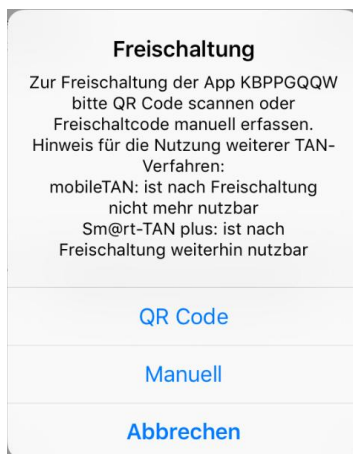 Freischaltung
Zur Freischaltung der App KBPPGQQW
bitte QR Code scannen oder
Freischaltcode manuell erfassen.
Hinweis für die Nutzung weiterer TAN-
Verfahren:
mobileTAN: ist nach Freischaltung
nicht mehr nutzbar
Sm@rt-TAN plus: ist nach
Freischaltung weiterhin nutzbar
QR Code
Manuell
Abbrechen